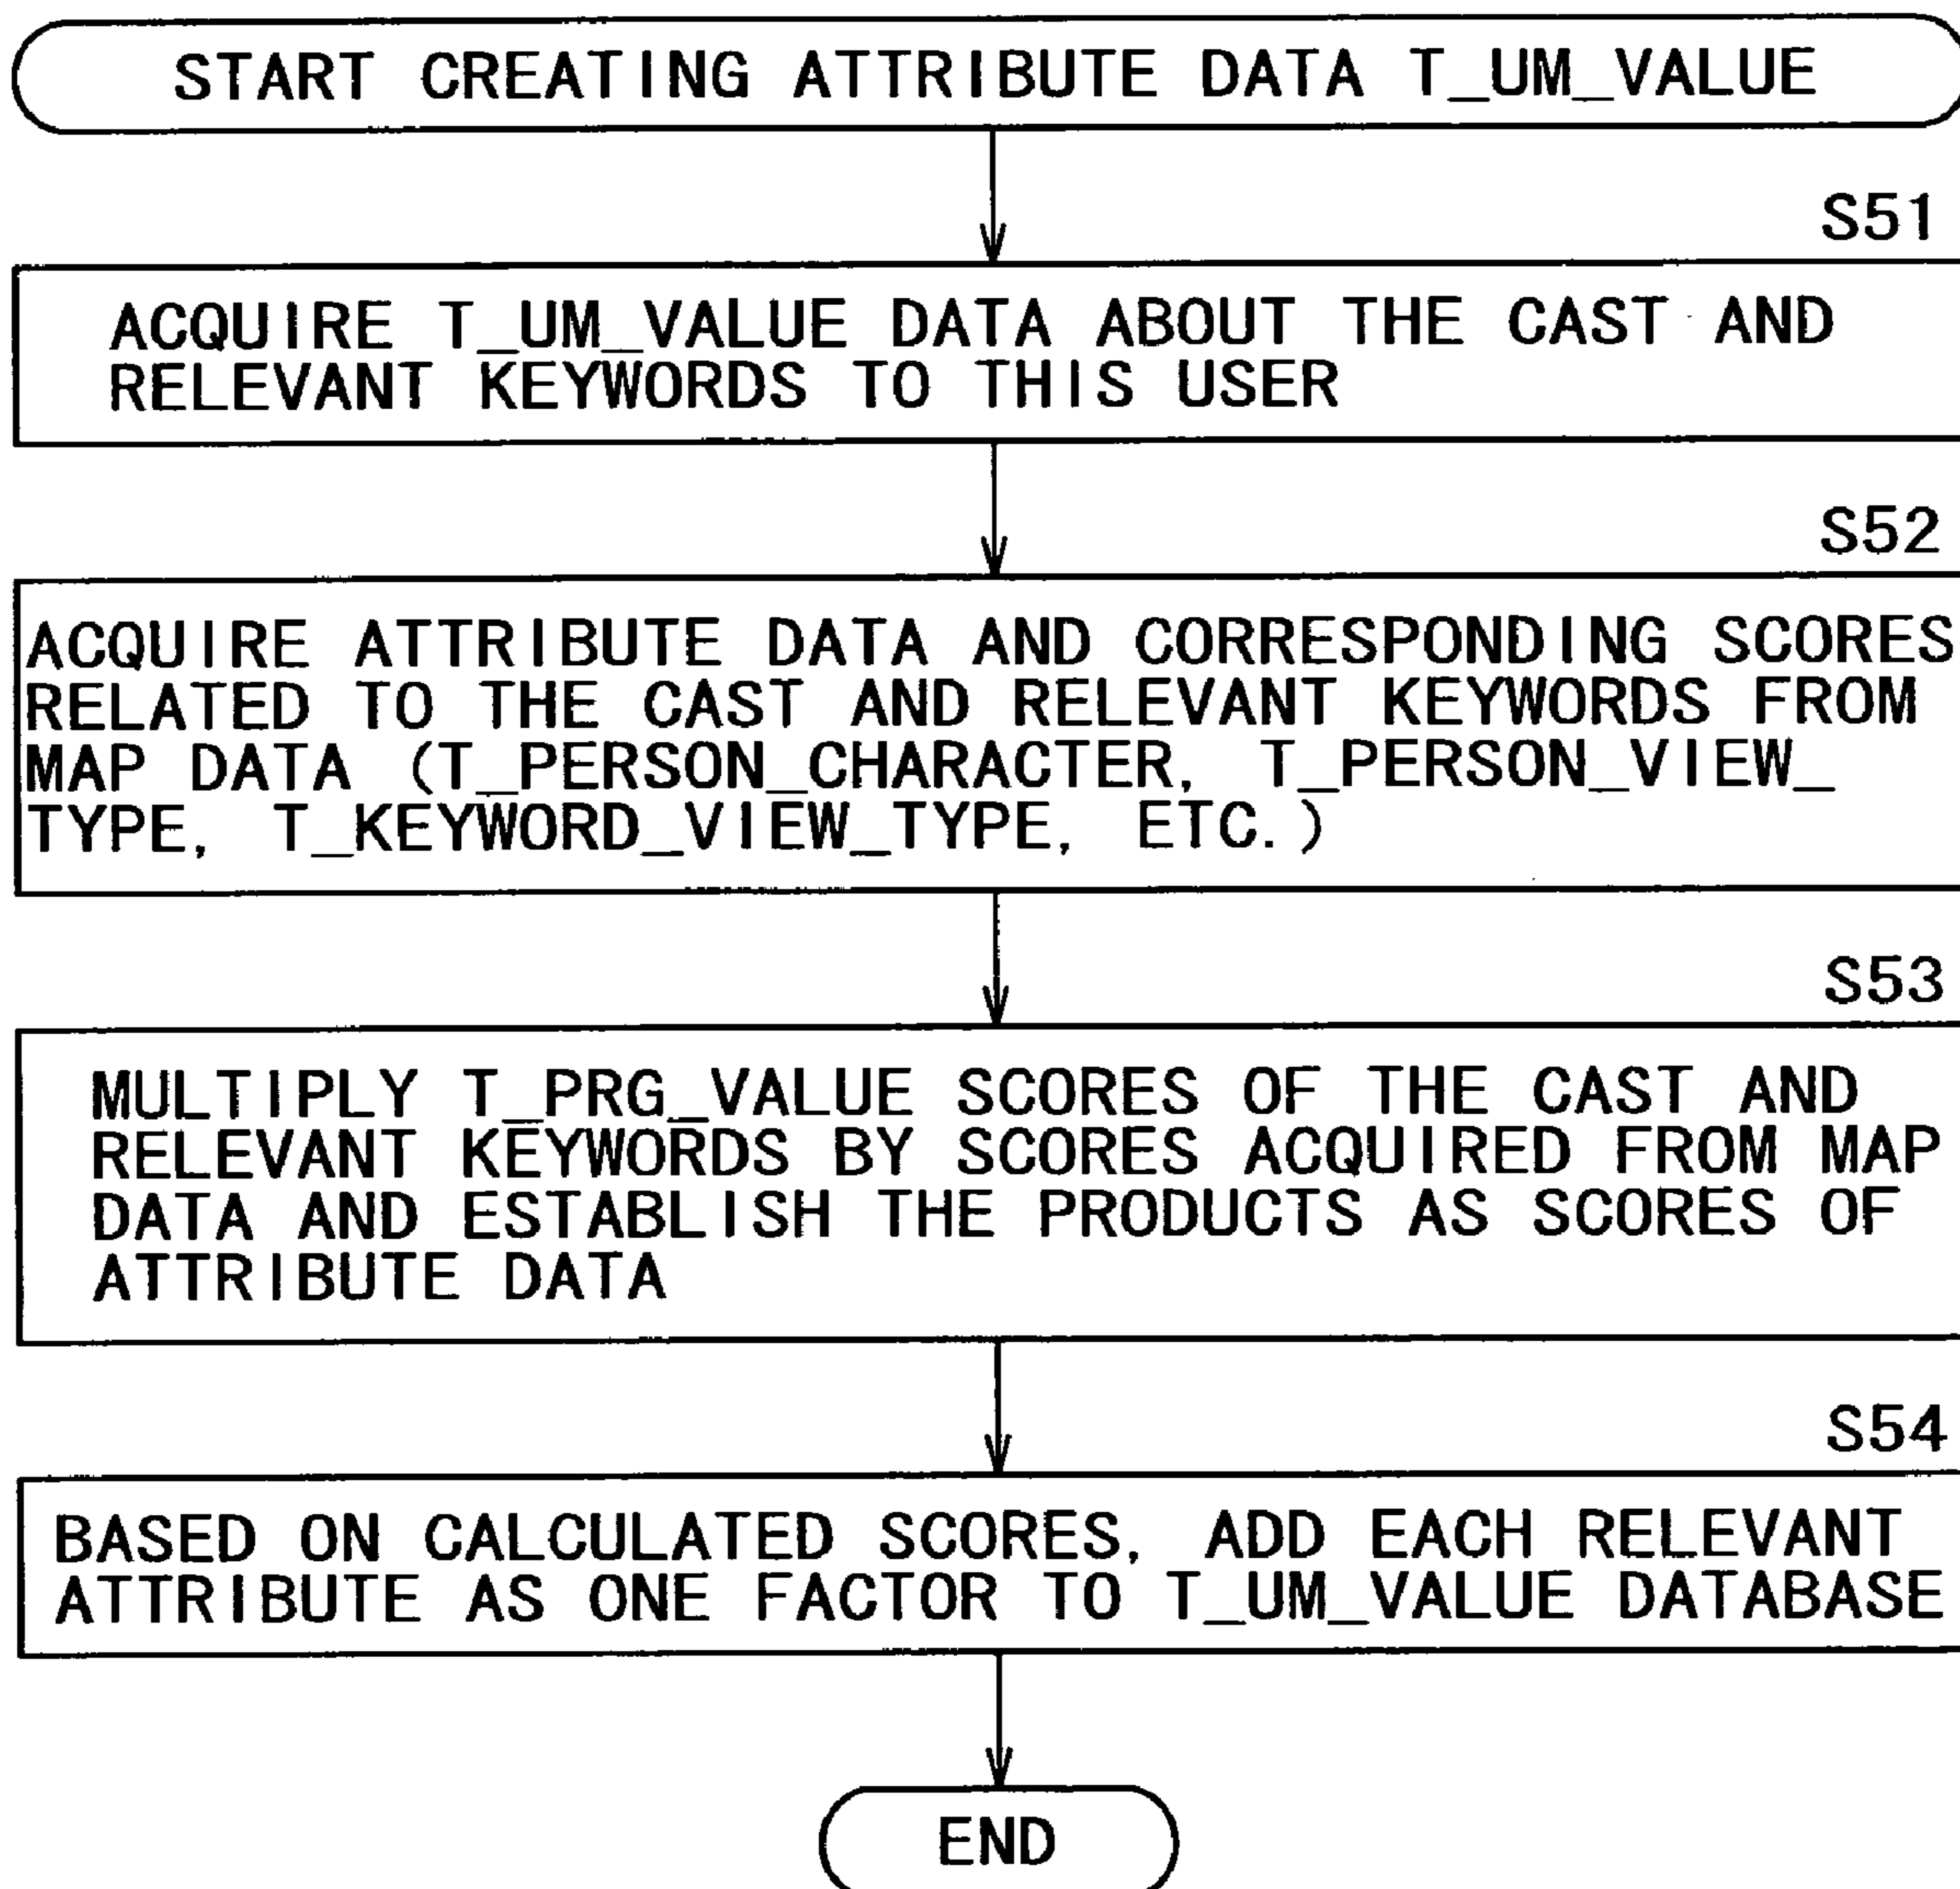 START CREATING ATTRIBUTE DATA T_UM_VALUE
S51
ACQUIRE T_UM_VALUE DATA ABOUT THE CAST AND
RELEVANT KEYWORDS TO THIS USER
S52
ACQUIRE ATTRIBUTE DATA AND CORRESPONDING SCORES
RELATED TO THE CAST AND RELEVANT KEYWORDS FROM
MAP DATA (T_PERSON_CHARACTER, T_PERSON_VIEW_
TYPE, T_KEYWORD_VIEW_TYPE, ETC.)
S53
MULTIPLY T_PRG_VALUE SCORES OF THE CAST AND
RELEVANT KEYWORDS BY SCORES ACQUIRED FROM MAP
DATA AND ESTABLISH THE PRODUCTS AS SCORES OF
ATTRIBUTE DATA
S54
BASED ON CALCULATED SCORES, ADD EACH RELEVANT
ATTRIBUTE AS ONE FACTOR TO T_UM_VALUE DATABASE
END